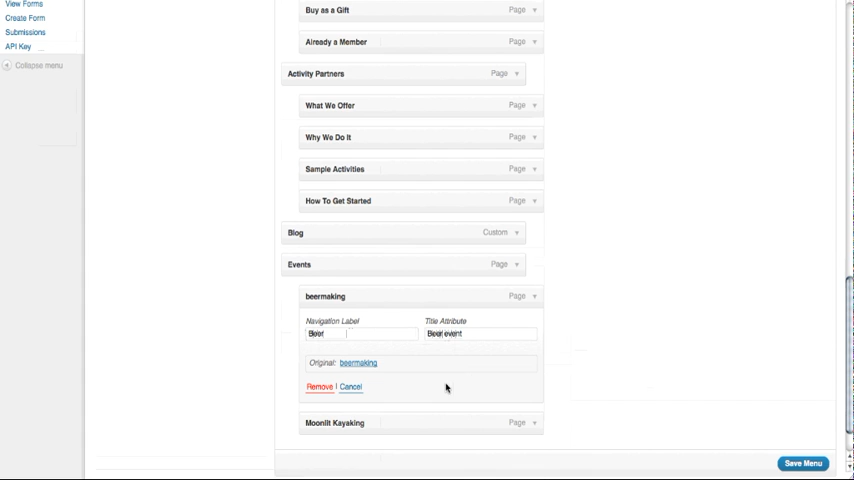 View Forms
Create Form
Submissions
API Key
Collapse menu
Buy as a Gift Page
Already a Member Page
Activity Partners Page
What We Offer Page
Why We Do It Page
Sample Activities Page
How To Get Started Page
Blog Custom
Events Page
beermaking Page
Navigation Label Title Attribute
Beer event
Original: beermaking
Remove | Cancel
Moonlit Kayaking Page
Save Menu